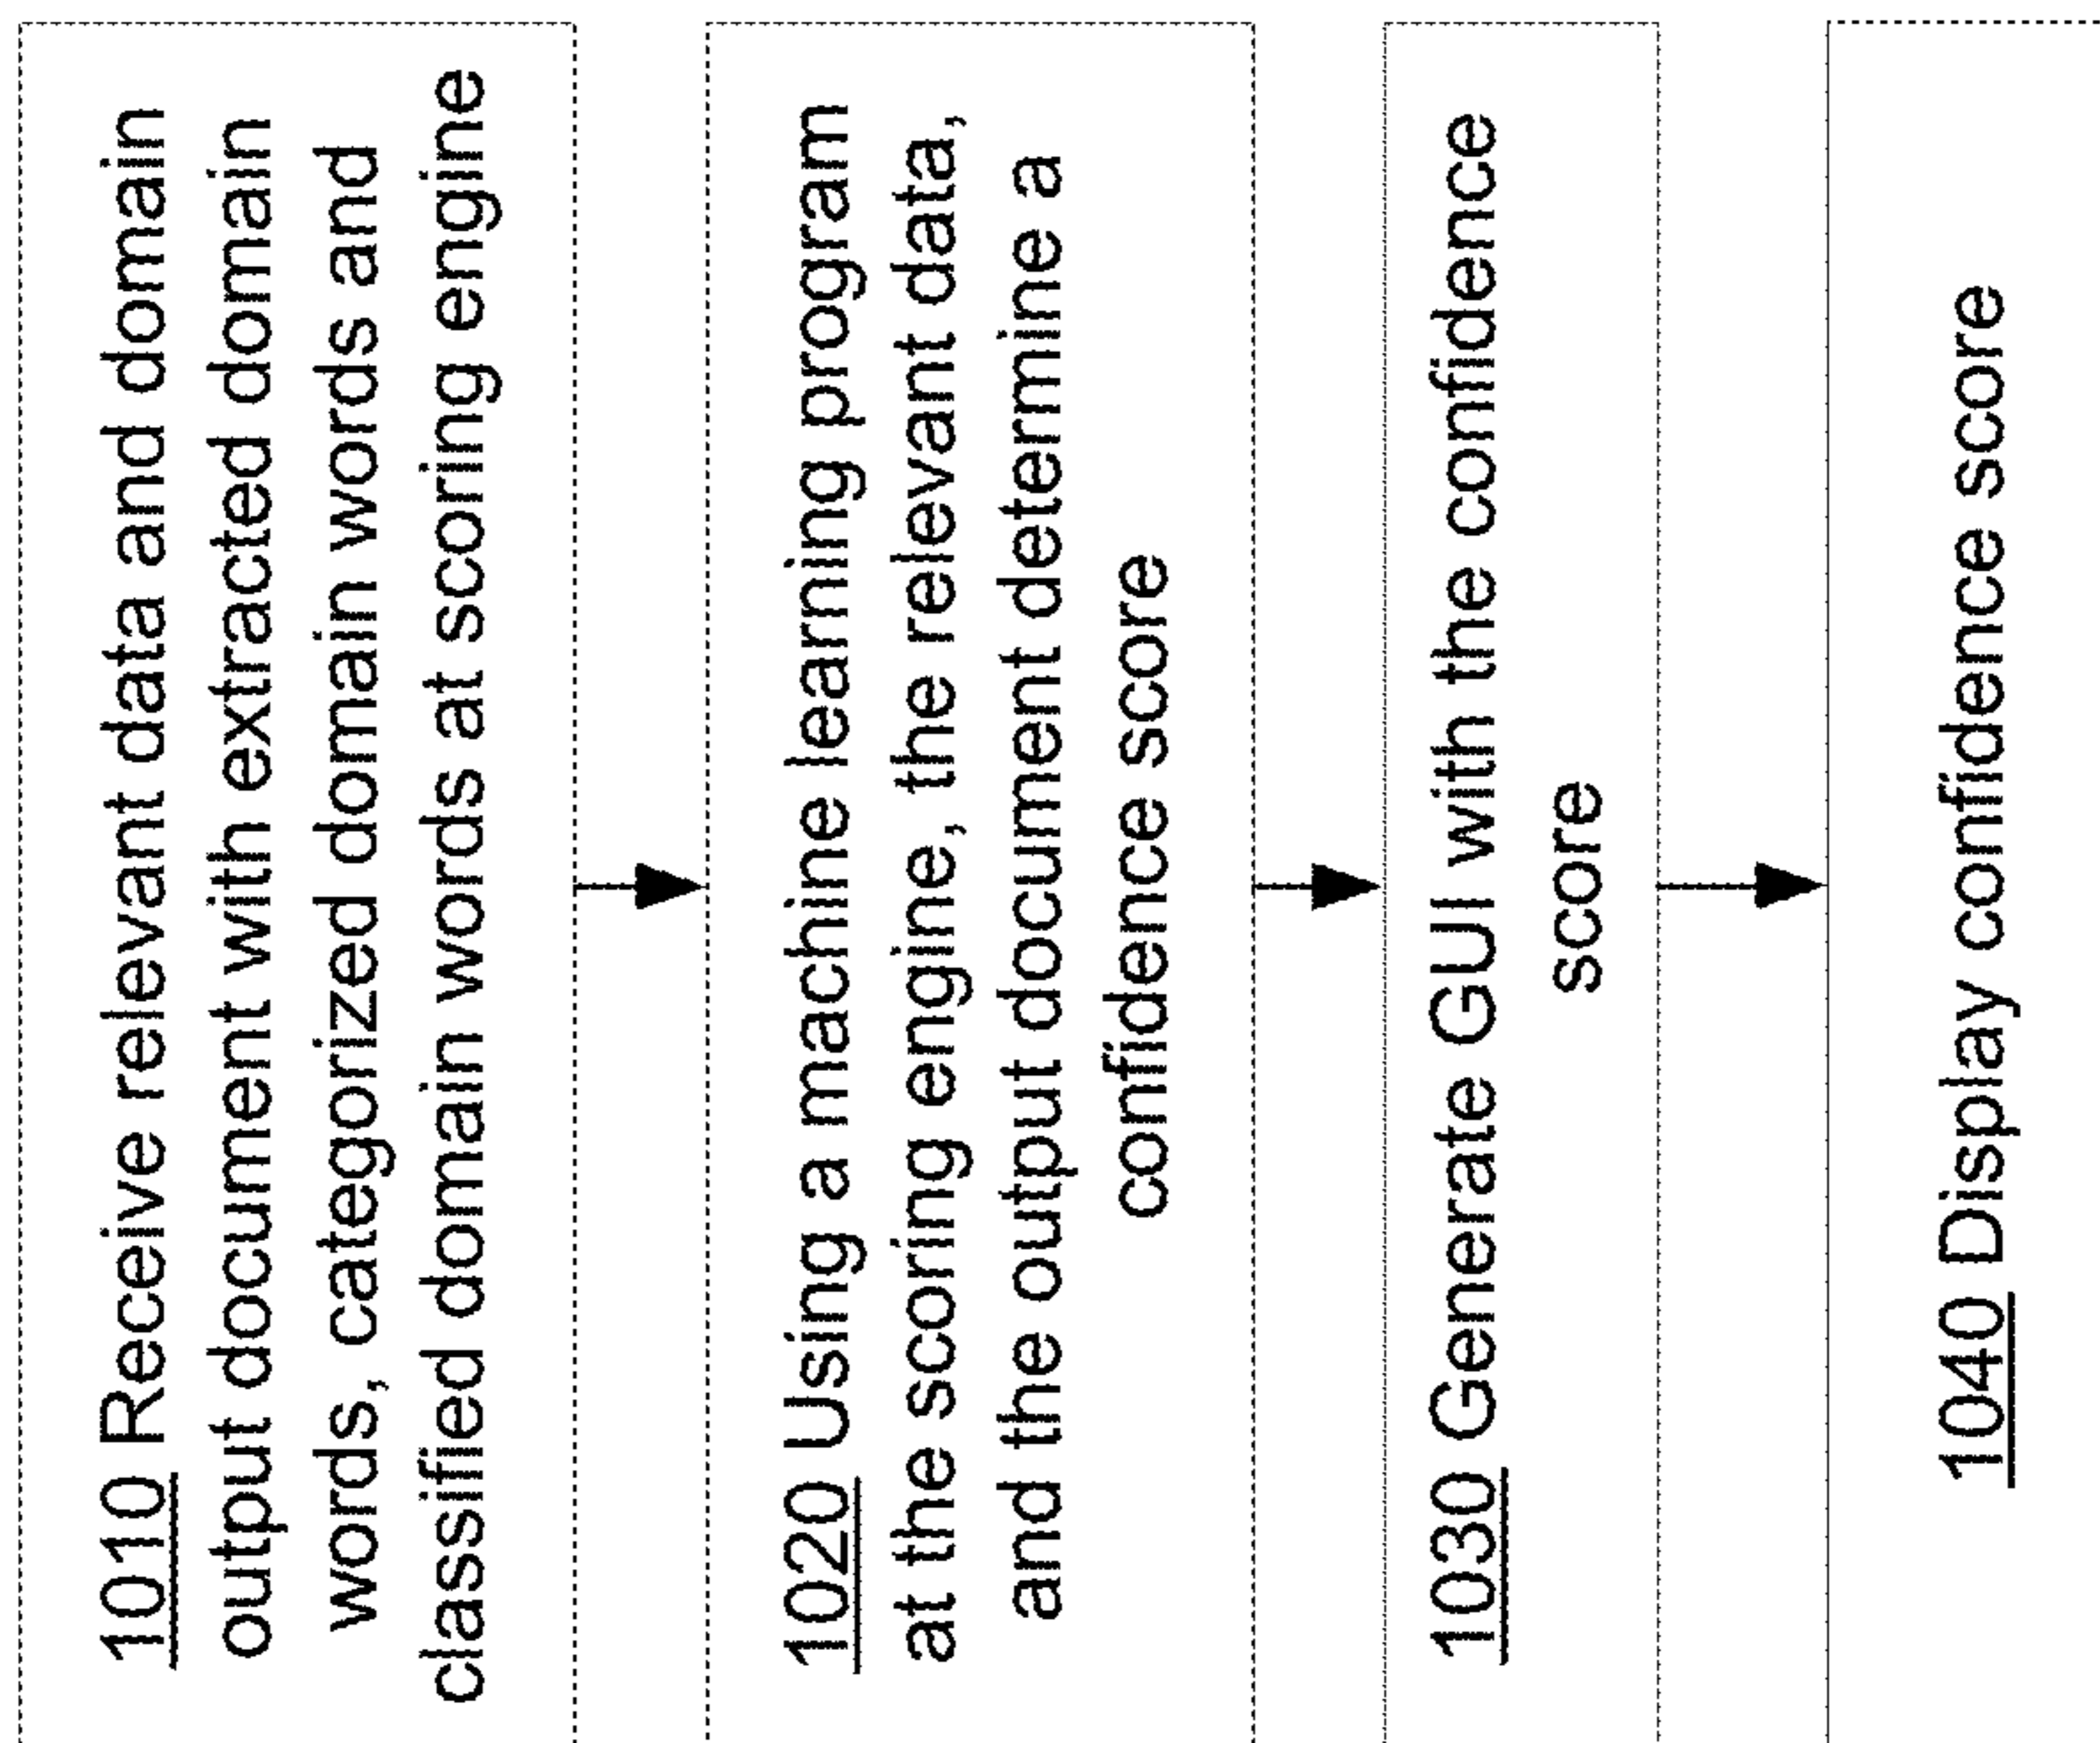 1010 Receive relevant data and domain
output document with extracted domain
words, categorized domain words and
classified domain words at scoring engine
1020 Using a machine learning program
at the scoring engine, the relevant data,
and the output document determine a
confidence score
1030 Generate GUI with the confidence
score
1040 Display confidence score